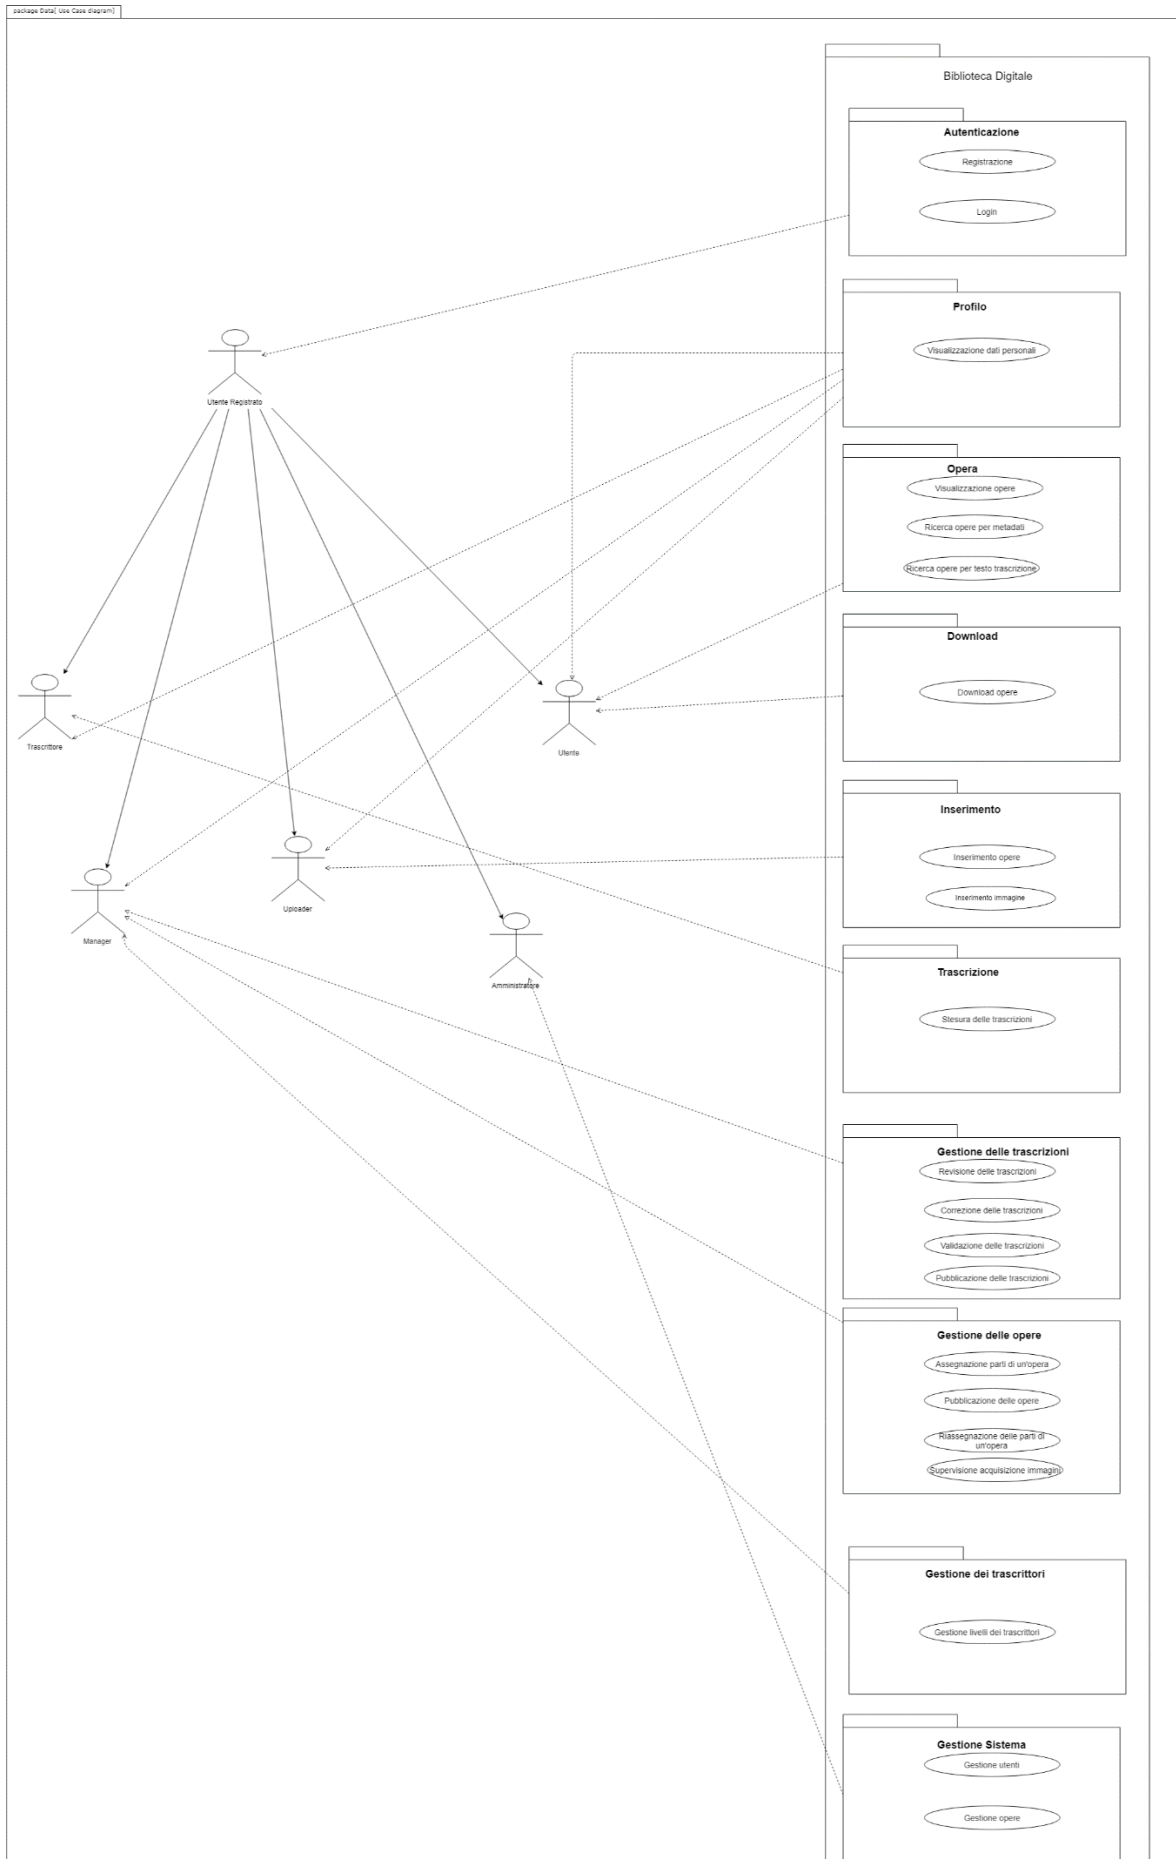 package Data[ Use Case diagram]
Biblioteca Digitale
Autenticazione
Registrazione
Login
Profilo
Visualizzazione dati personali
Utente Registrato
Opera
Visualizzazione opere
Ricerca opere per metadati
Ricerca opere per testo trascrizione
Download
Download opere
Trascrittore
Utente
Inserimento
Inserimento opere
Inserimento immagine
Uploader
Manager
Amministratore
Trascrizione
Stesura delle trascrizioni
Gestione delle trascrizioni
Revisione delle trascrizioni
Correzione delle trascrizioni
Validazione delle trascrizioni
Pubblicazione delle trascrizioni
Gestione delle opere
Assegnazione parti di un'opera
Pubblicazione delle opere
Riassegnazione delle parti di
un'opera
Supervisione acquisizione immagini
Gestione dei trascrittori
Gestione livelli dei trascrittori
Gestione Sistema
Gestione utenti
Gestione opere